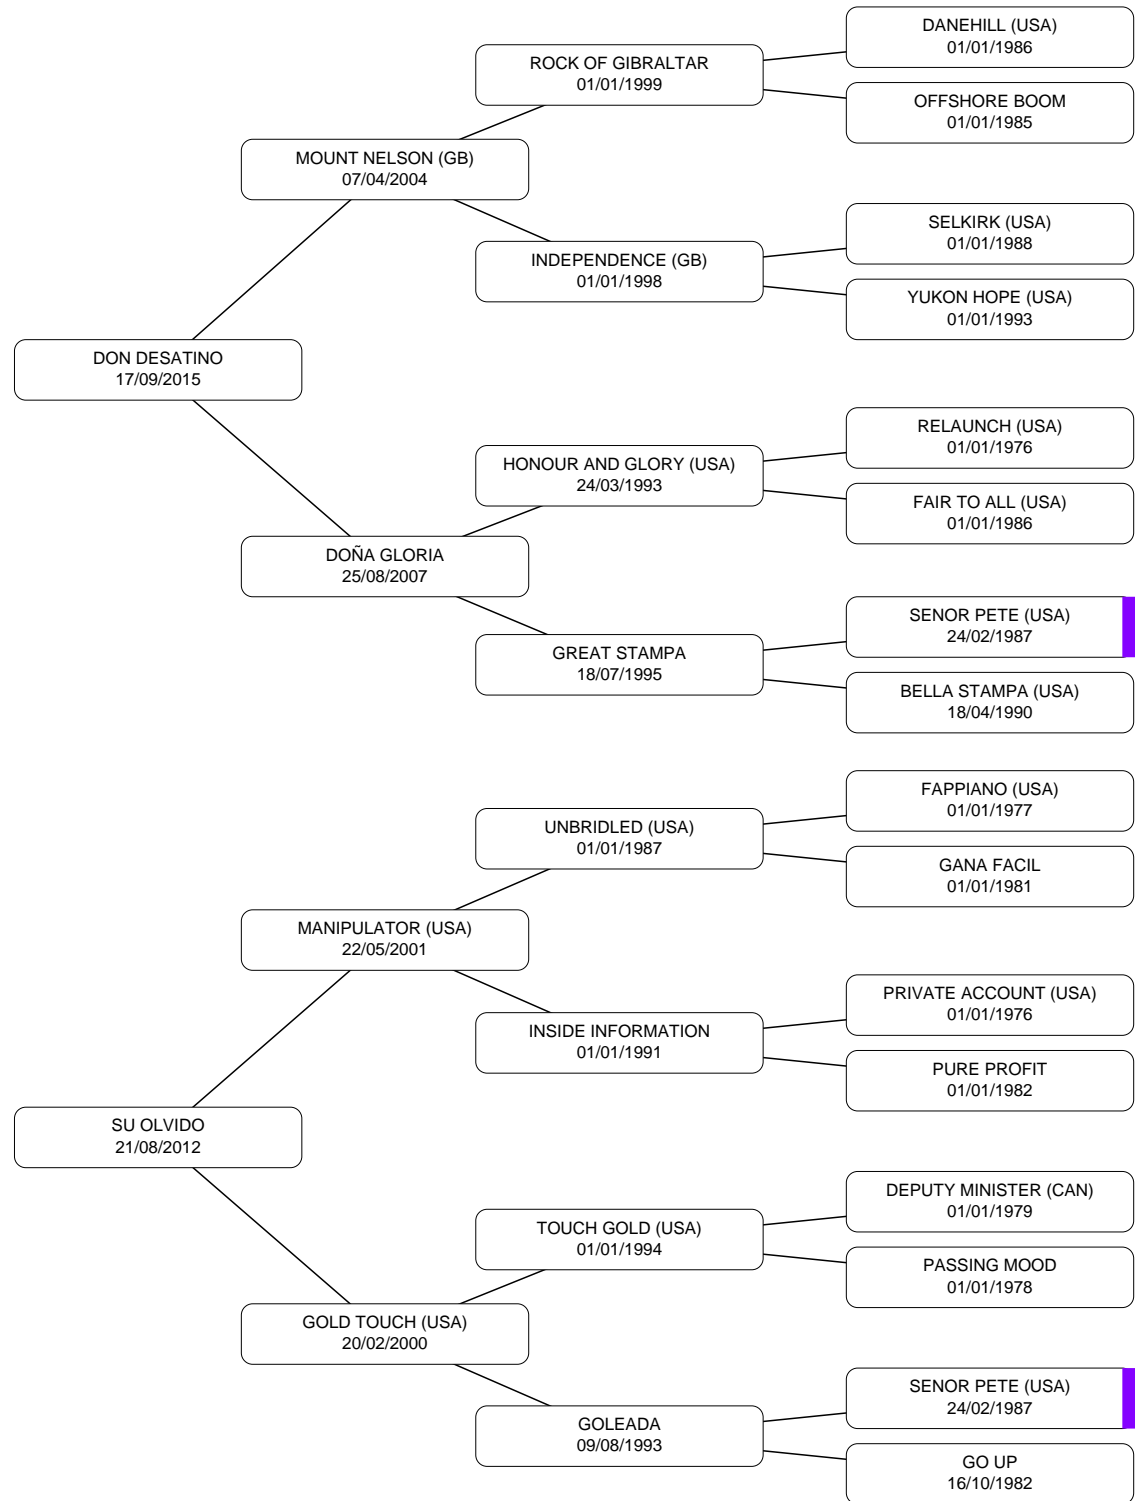 DANEHILL (USA)
01/01/1986
ROCK OF GIBRALTAR
01/01/1999
OFFSHORE BOOM
01/01/1985
MOUNT NELSON (GB)
07/04/2004
SELKIRK (USA)
01/01/1988
INDEPENDENCE (GB)
01/01/1998
YUKON HOPE (USA)
01/01/1993
DON DESATINO
17/09/2015
RELAUNCH (USA)
01/01/1976
HONOUR AND GLORY (USA)
24/03/1993
FAIR TO ALL (USA)
01/01/1986
DOÑA GLORIA
25/08/2007
SENOR PETE (USA)
24/02/1987
GREAT STAMPA
18/07/1995
BELLA STAMPA (USA)
18/04/1990
FAPPIANO (USA)
01/01/1977
UNBRIDLED (USA)
01/01/1987
GANA FACIL
01/01/1981
MANIPULATOR (USA)
22/05/2001
PRIVATE ACCOUNT (USA)
01/01/1976
INSIDE INFORMATION
01/01/1991
PURE PROFIT
01/01/1982
SU OLVIDO
21/08/2012
DEPUTY MINISTER (CAN)
01/01/1979
TOUCH GOLD (USA)
01/01/1994
PASSING MOOD
01/01/1978
GOLD TOUCH (USA)
20/02/2000
SENOR PETE (USA)
24/02/1987
GOLEADA
09/08/1993
GO UP
16/10/1982